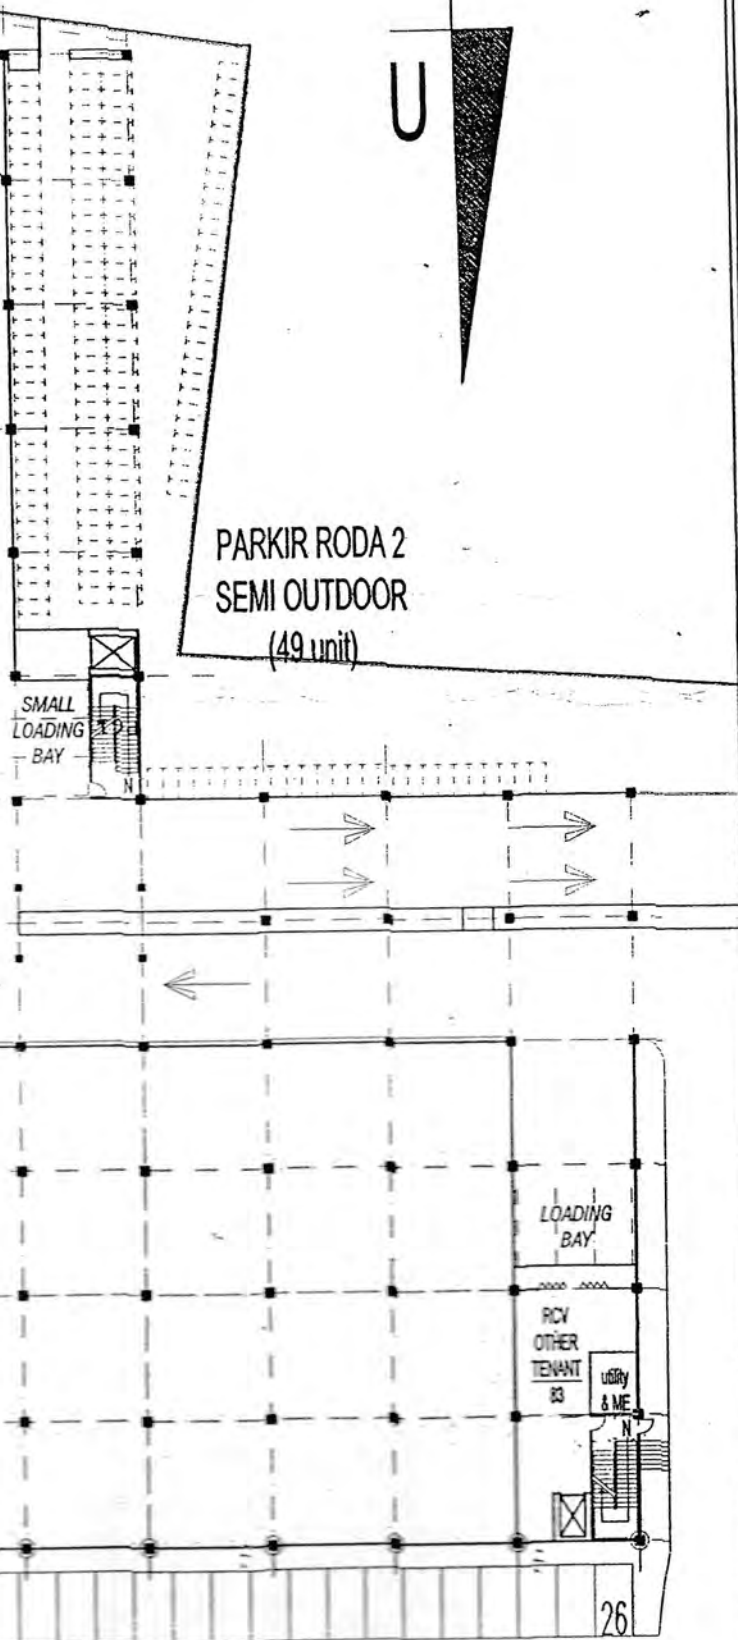 U
PARKIR RODA 2
SEMI OUTDOOR
(49 unit)
SMALL
LOADING
BAY
N
LOADING
BAY
RCV
OTHER
TENANT
83
utility
& ME
N
26